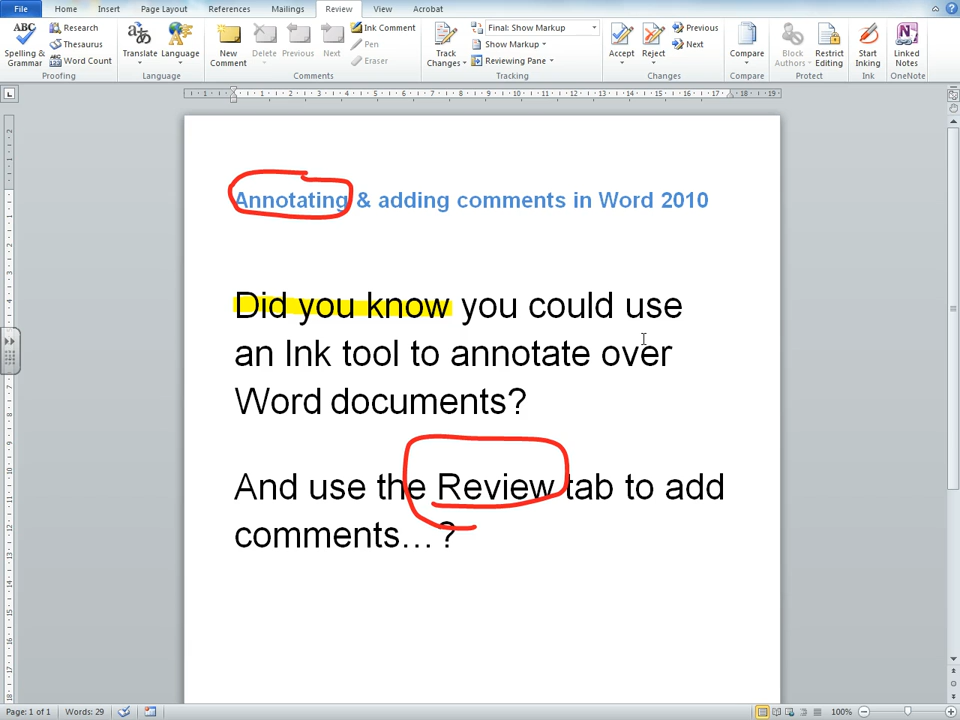 File Home Insert Page Layout References Mailings Review View Acrobat
ABC Spelling & Grammar Research Thesaurus Word Count Translate Language New Comment Delete Previous Next Ink Comment Pen Eraser Track Changes Final: Show Markup Show Markup Reviewing Pane Accept Reject Previous Next Compare Block Authors Restrict Editing Start Inking Linked Notes
Proofing Language Comments Tracking Changes Compare Protect Ink OneNote
Annotating & adding comments in Word 2010
Did you know you could use
an Ink tool to annotate over
Word documents?
And use the Review tab to add
comments…?
Page: 1 of 1 Words: 29 100%